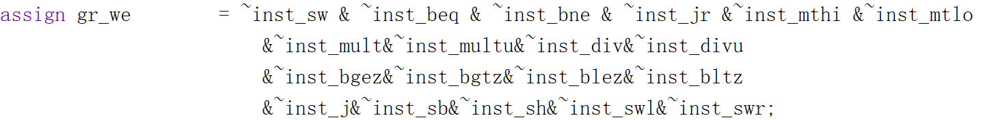 assign gr_we = ~inst_sw & ~inst_beq & ~inst_bne & ~inst_jr &~inst_mthi &~inst_mtlo
&~inst_mult&~inst_multu&~inst_div&~inst_divu
&~inst_bgez&~inst_bgtz&~inst_blez&~inst_bltz
&~inst_j&~inst_sb&~inst_sh&~inst_swl&~inst_swr;